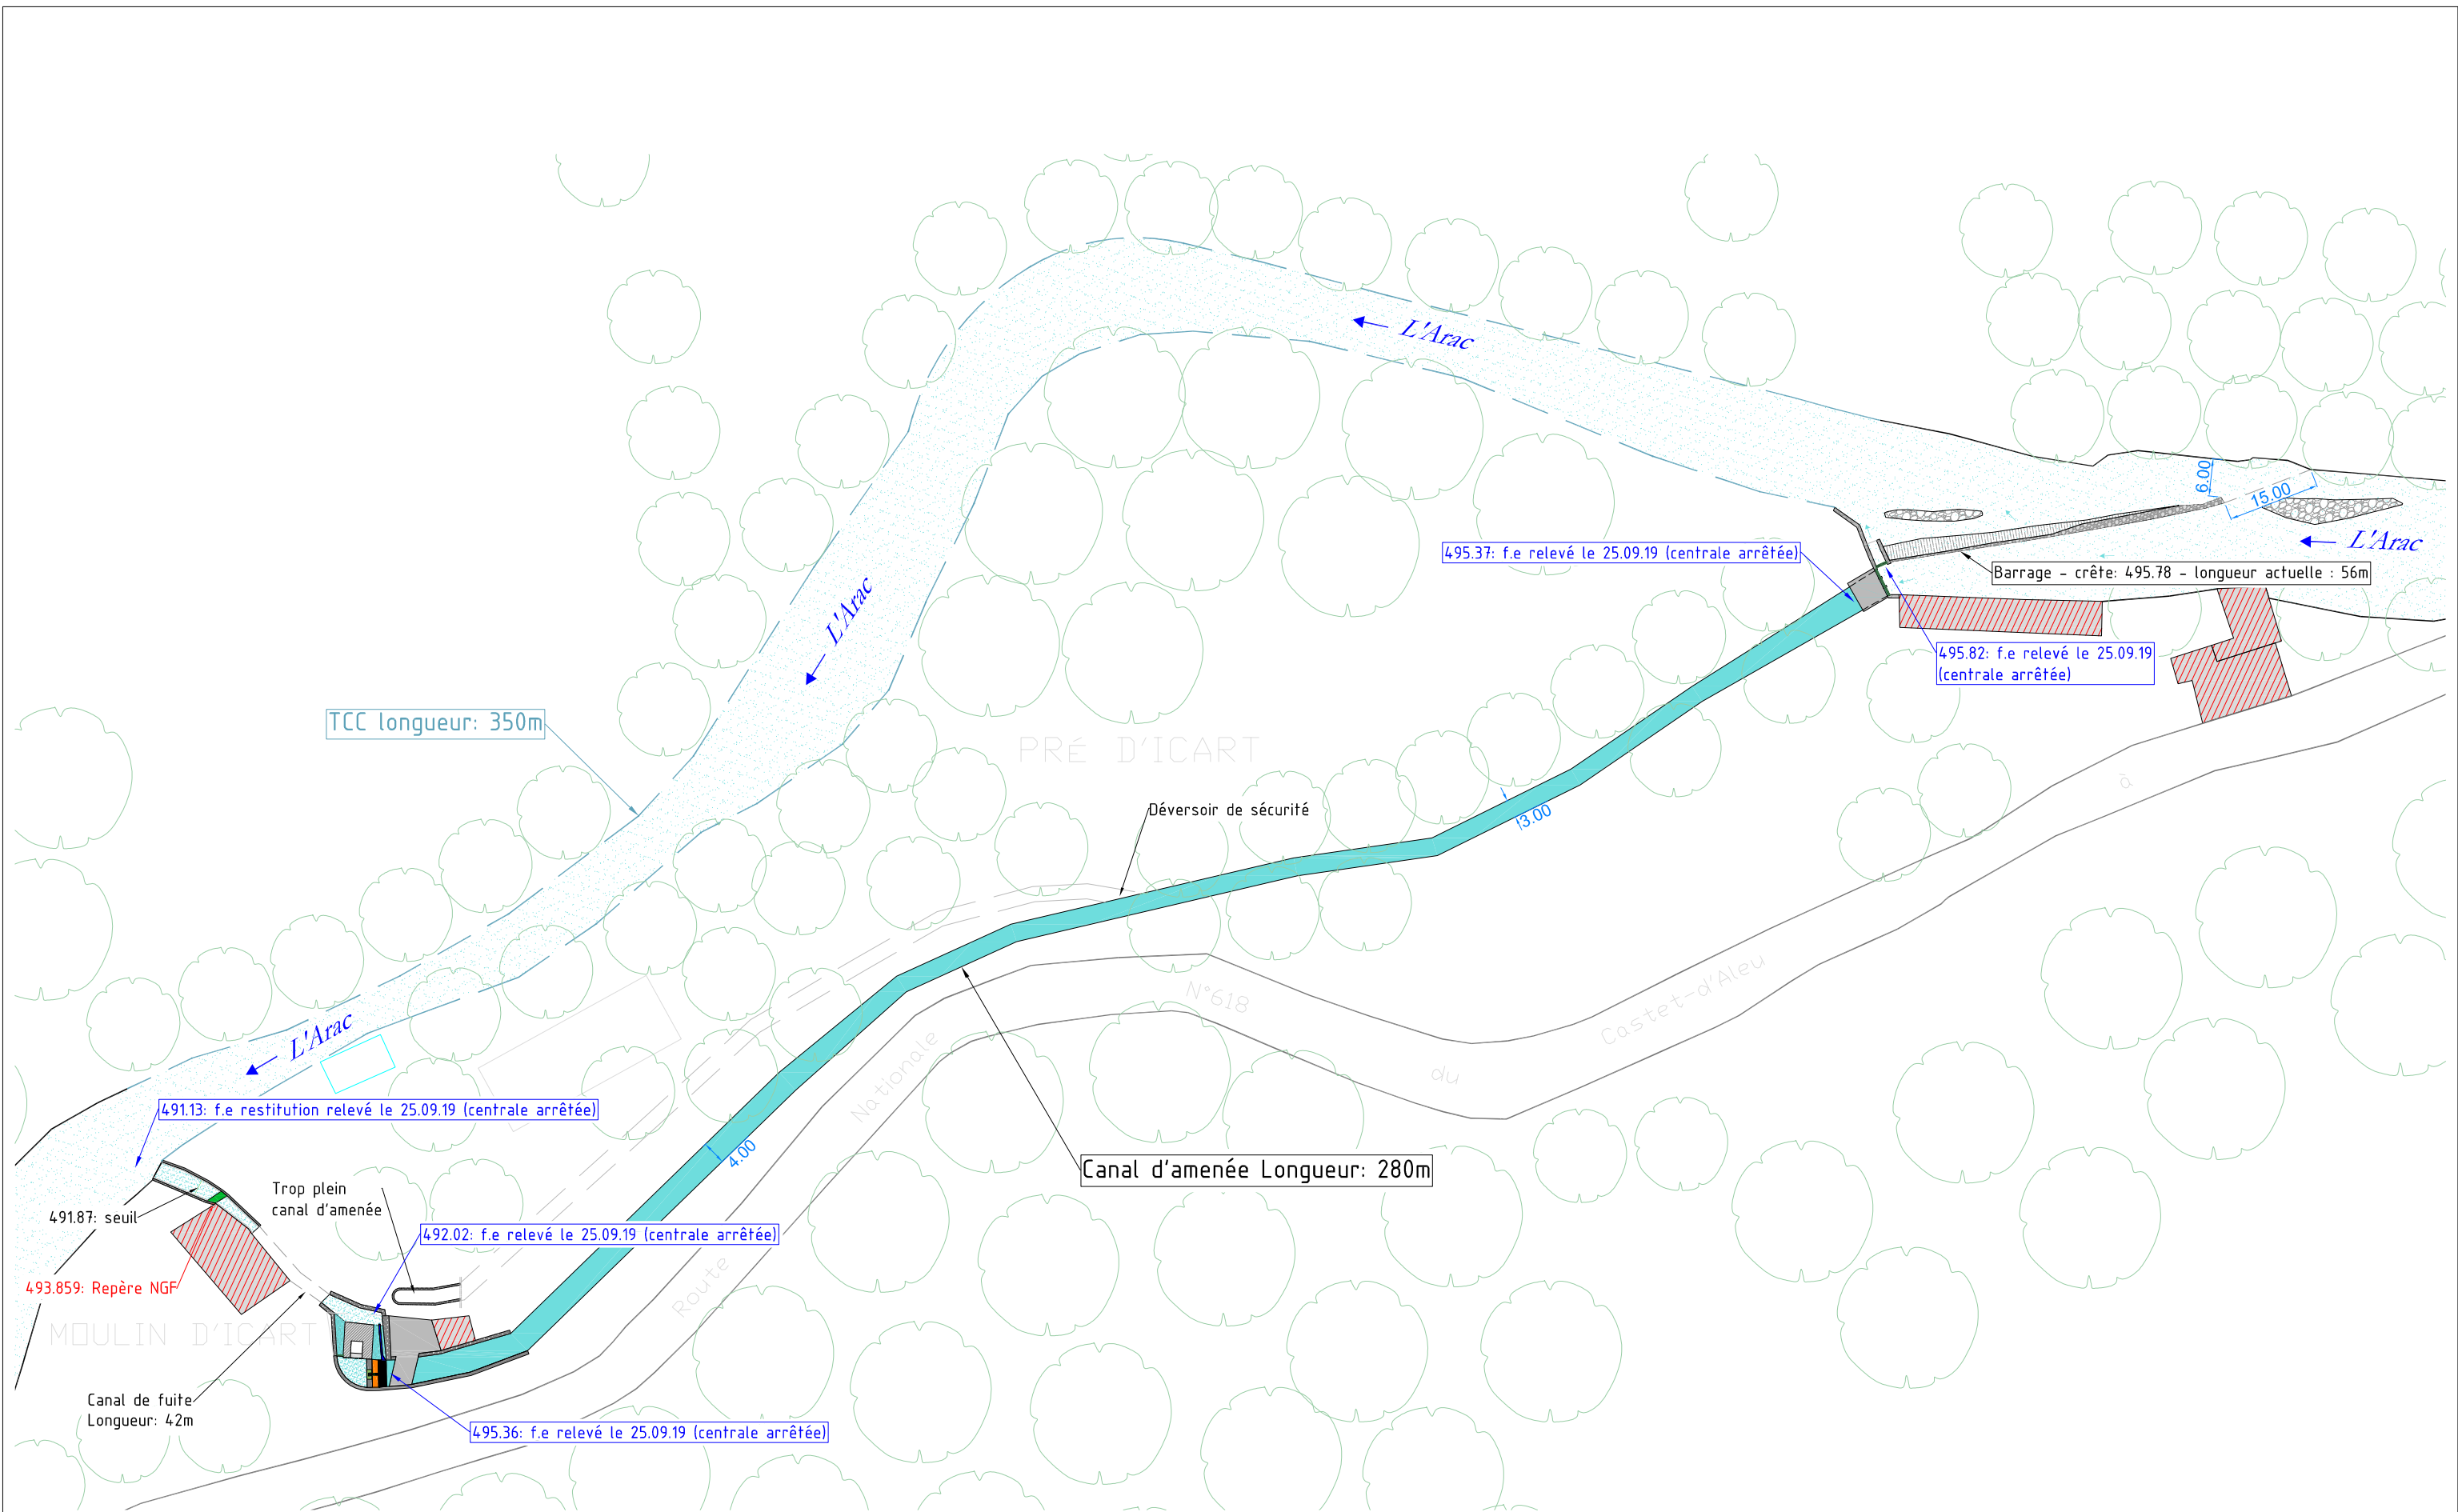 L'Arac
6.00
15.00
L'Arac
495.37: f.e relevé le 25.09.19 (centrale arrêtée)
Barrage - crête: 495.78 - longueur actuelle : 56m
L'Arac
495.82: f.e relevé le 25.09.19
(centrale arrêtée)
TCC longueur: 350m
PRÉ D'ICART
à
Déversoir de sécurité
3.00
Castet-d'Aleu
N°618
L'Arac
Nationale
du
491.13: f.e restitution relevé le 25.09.19 (centrale arrêtée)
4.00
Canal d'amenée Longueur: 280m
Trop plein
canal d'amenée
491.87: seuil
492.02: f.e relevé le 25.09.19 (centrale arrêtée)
493.859: Repère NGF
Route
MOULIN D'ICART
Canal de fuite
Longueur: 42m
495.36: f.e relevé le 25.09.19 (centrale arrêtée)